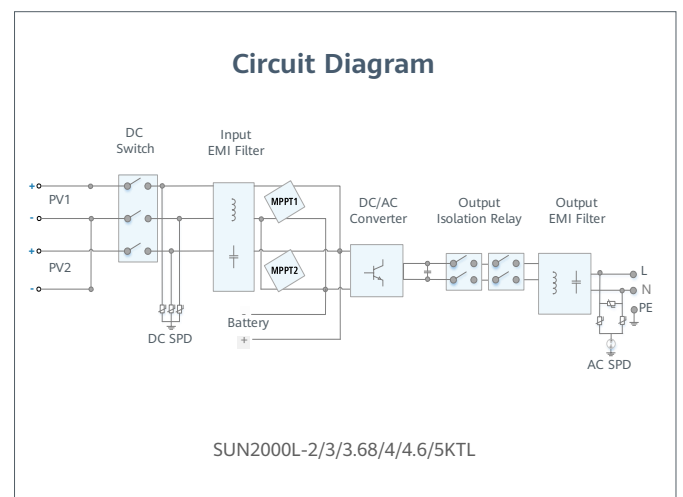 Circuit Diagram
DC
Switch
Input
EMI Filter
+
PV1
-
+
PV2
-
MPPT1
MPPT2
DC/AC
Converter
Output
Isolation Relay
Output
EMI Filter
L
N
PE
-
Battery
+
DC SPD
AC SPD
SUN2000L-2/3/3.68/4/4.6/5KTL